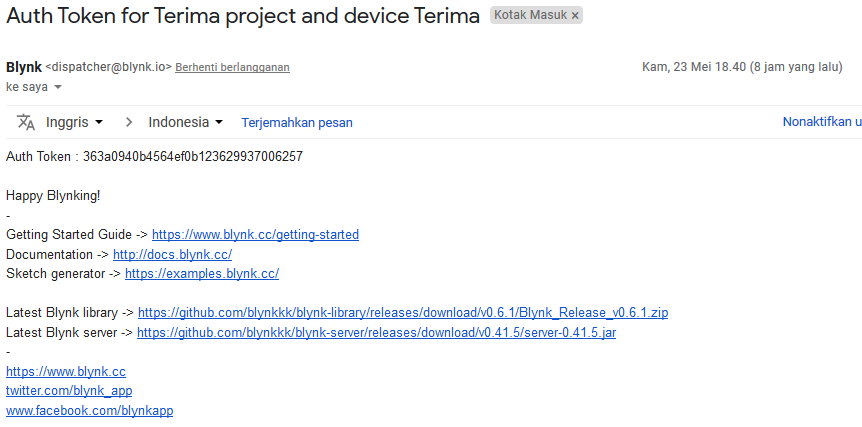 Auth Token for Terima project and device Terima Kotak Masuk ×
Blynk <dispatcher@blynk.io> Berhenti berlangganan Kam, 23 Mei 18.40 (8 jam yang lalu)
ke saya
Inggris > Indonesia Terjemahkan pesan Nonaktifkan u
Auth Token : 363a0940b4564ef0b123629937006257
Happy Blynking!
-
Getting Started Guide -> https://www.blynk.cc/getting-started
Documentation -> http://docs.blynk.cc/
Sketch generator -> https://examples.blynk.cc/
Latest Blynk library -> https://github.com/blynkkk/blynk-library/releases/download/v0.6.1/Blynk_Release_v0.6.1.zip
Latest Blynk server -> https://github.com/blynkkk/blynk-server/releases/download/v0.41.5/server-0.41.5.jar
-
https://www.blynk.cc
twitter.com/blynk_app
www.facebook.com/blynkapp